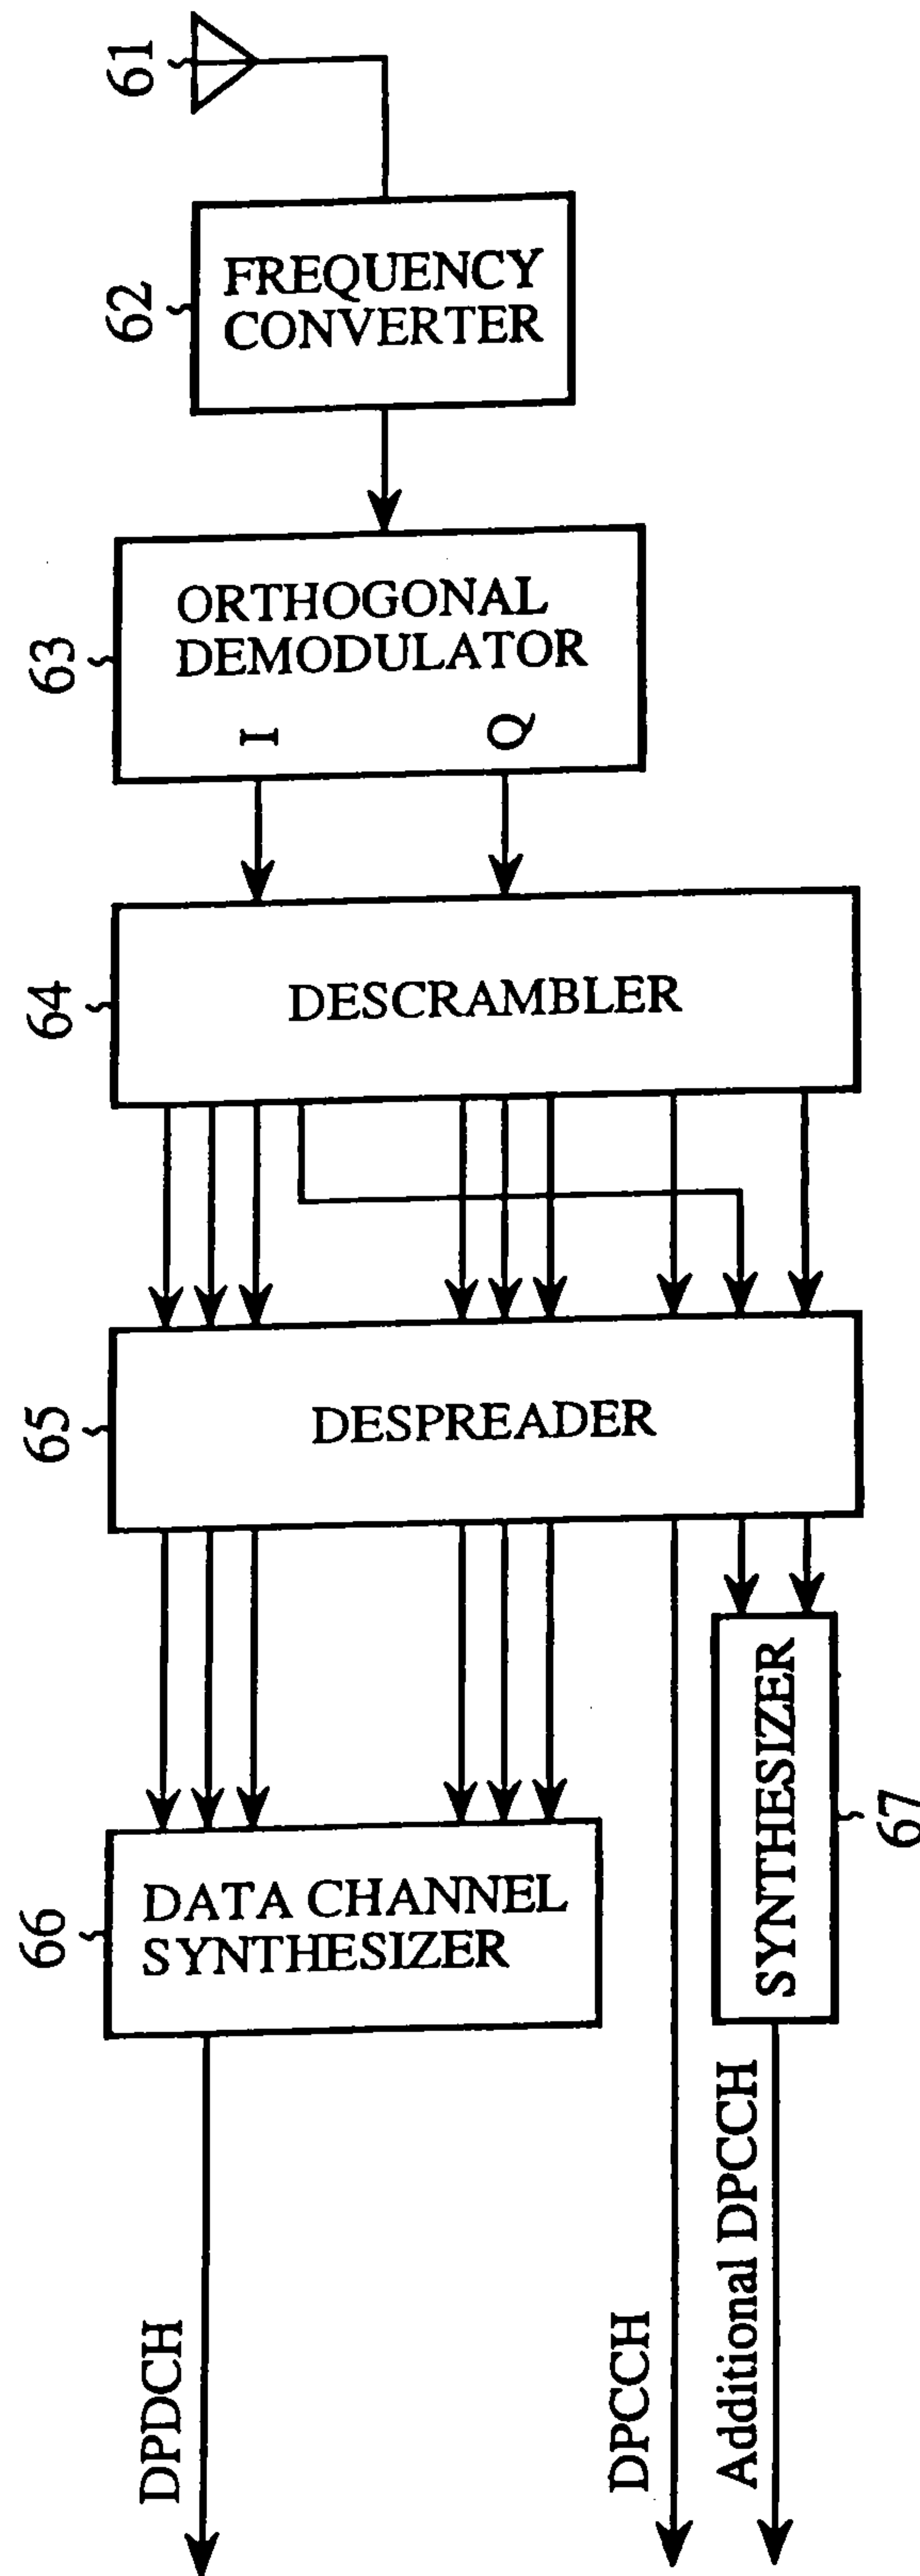 61
62
FREQUENCY
CONVERTER
63
ORTHOGONAL
DEMODULATOR
I
Q
64
DESCRAMBLER
65
DESPREADER
66
DATA CHANNEL
SYNTHESIZER
SYNTHESIZER
67
DPDCH
DPCCH
Additional DPCCH